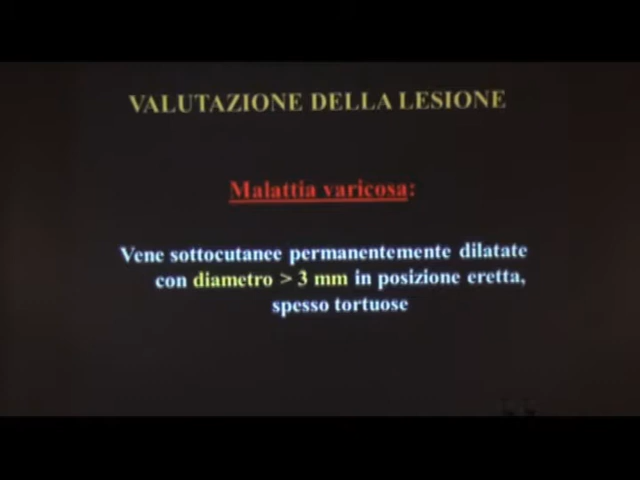 VALUTAZIONE DELLA LESIONE
Malattia varicosa:
Vene sottocutanee permanentemente dilatate
con diametro > 3 mm in posizione eretta,
spesso tortuose